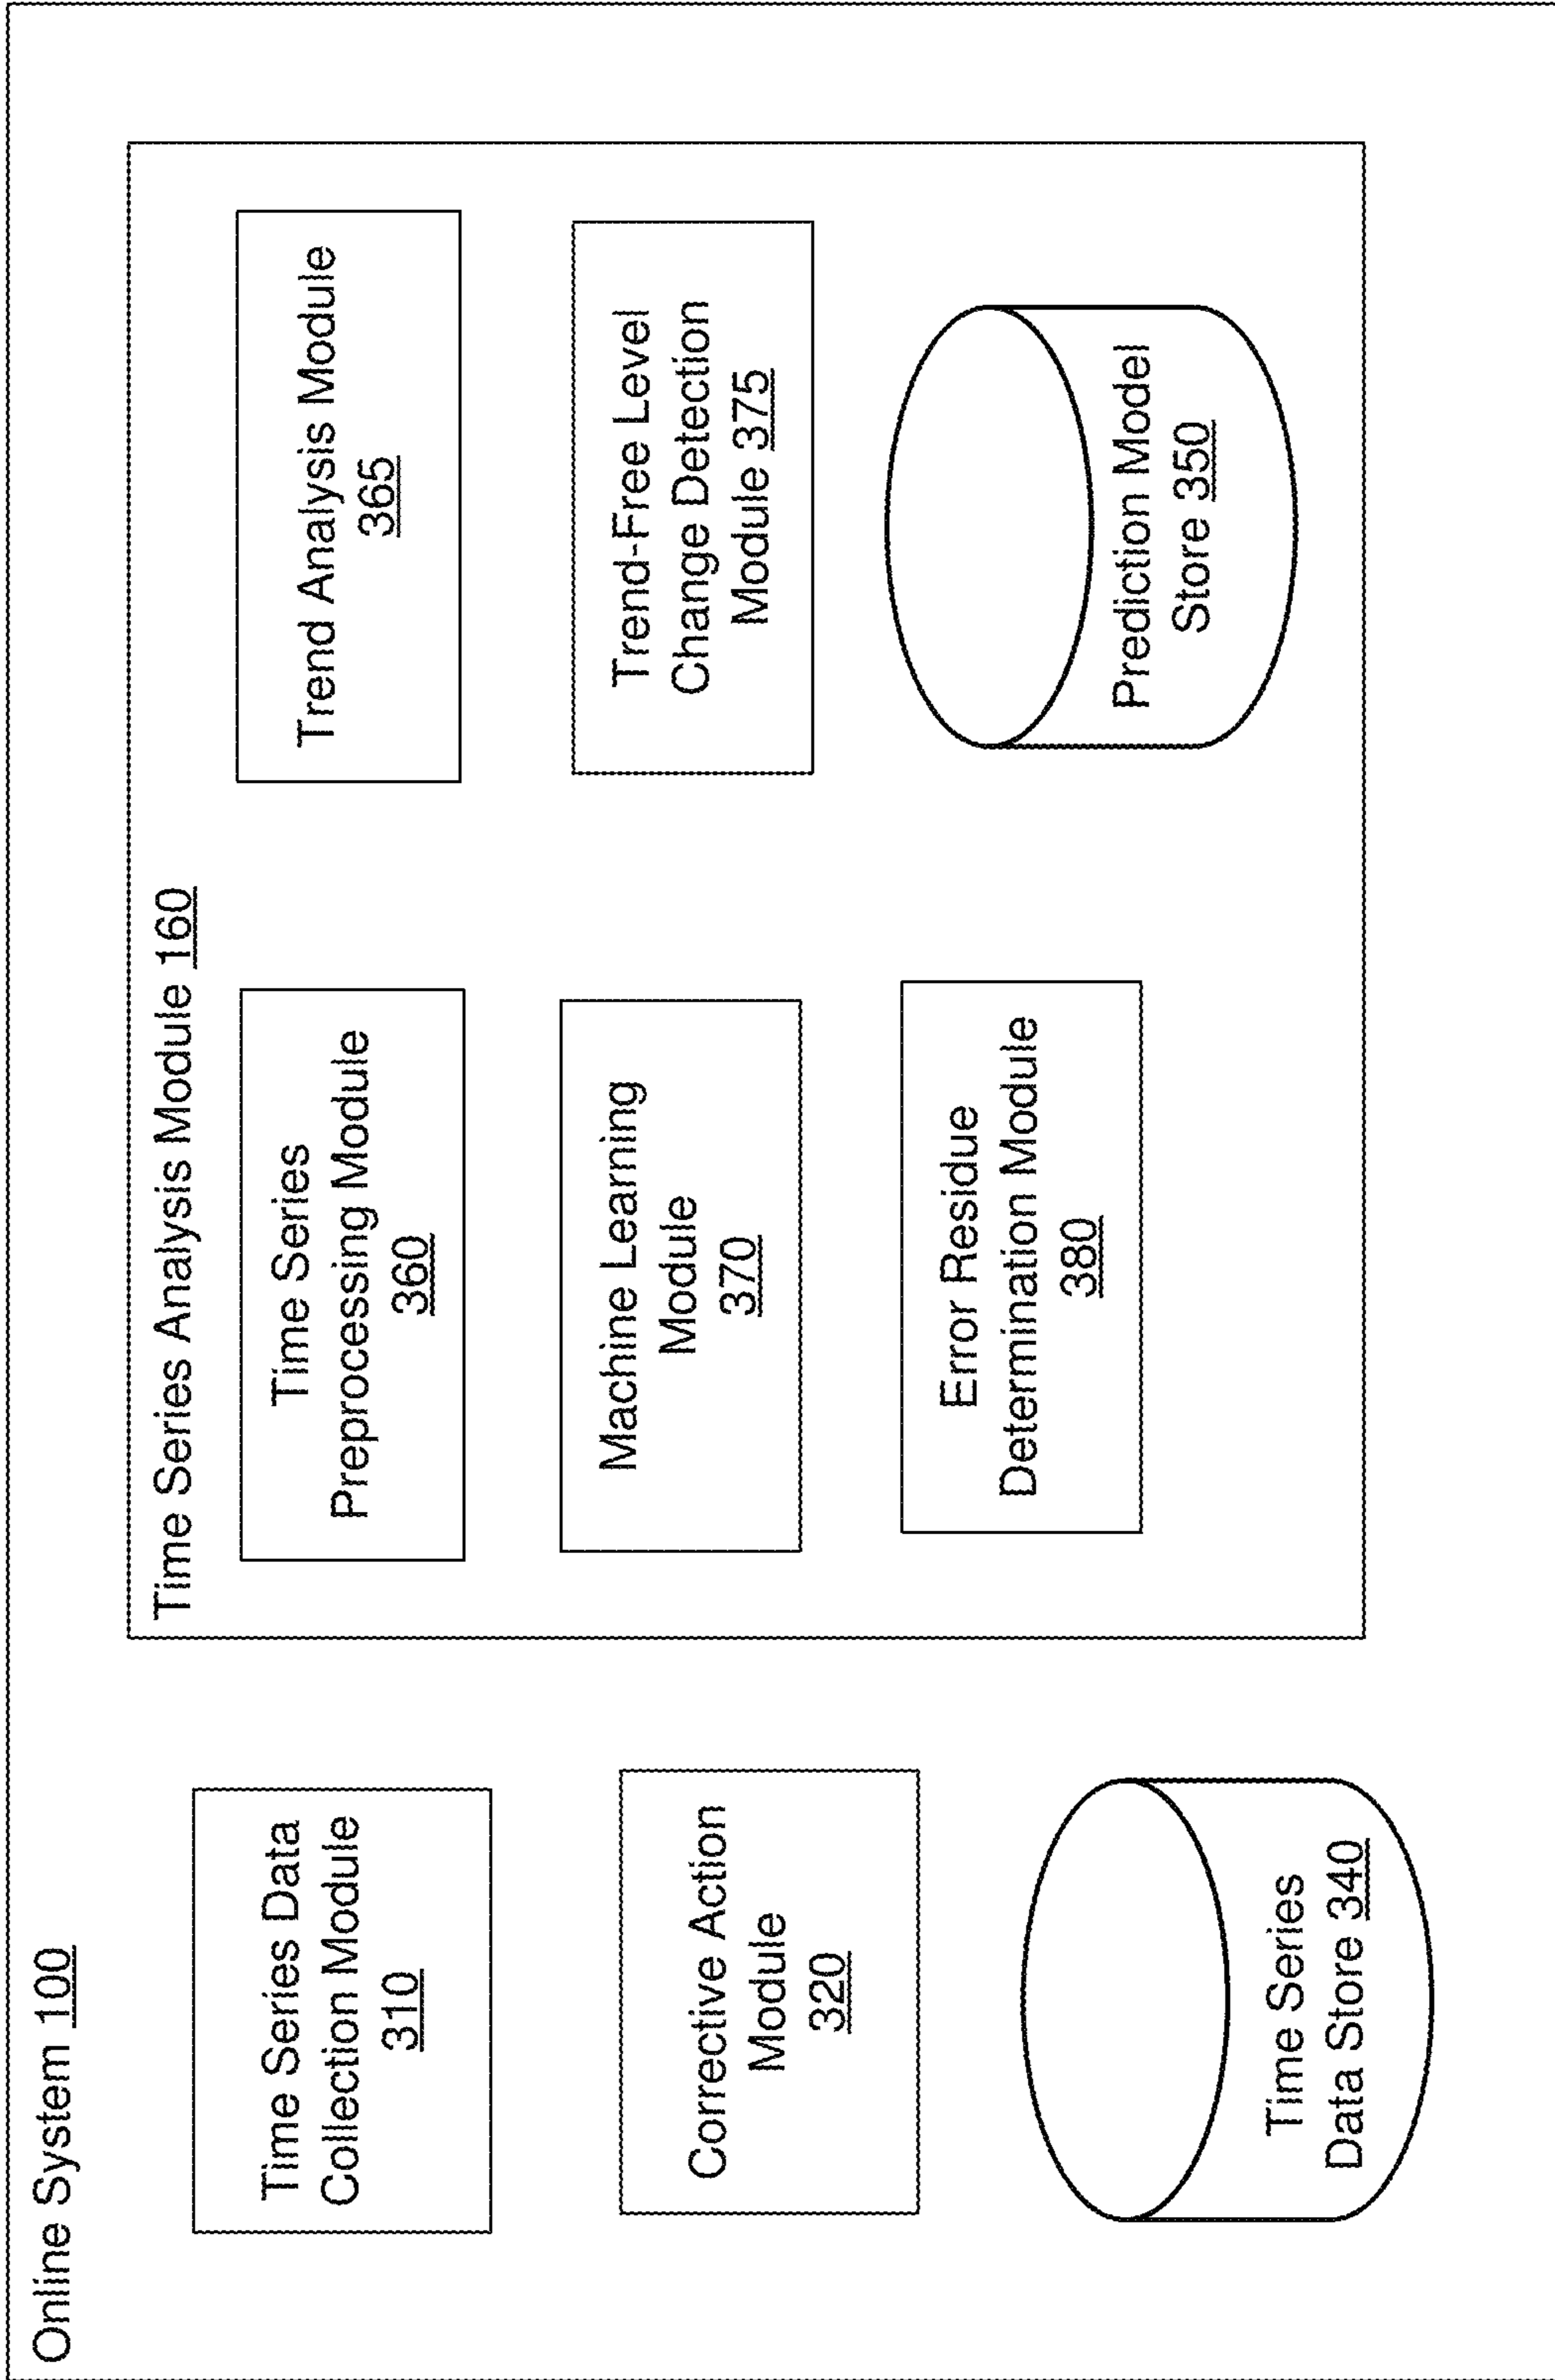 Online System 100
Time Series Data
Collection Module
310
Corrective Action
Module
320
Time Series
Data Store 340
Time Series Analysis Module 160
Time Series
Preprocessing Module
360
Trend Analysis Module
365
Machine Learning
Module
370
Trend-Free Level
Change Detection
Module 375
Error Residue
Determination Module
380
Prediction Model
Store 350